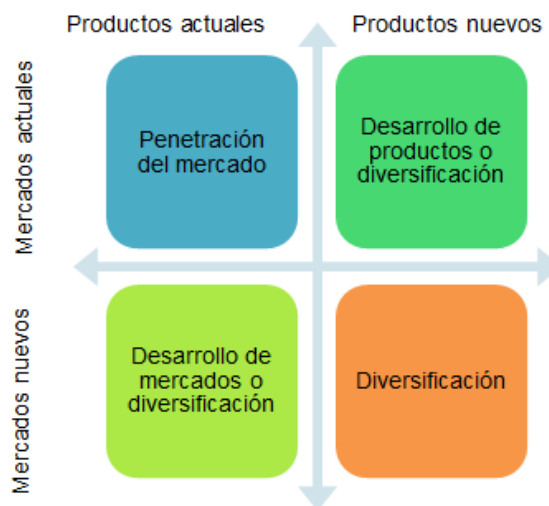 Productos actuales
Productos nuevos
Mercados actuales
Penetración
del mercado
Desarrollo de
productos o
diversificación
Mercados nuevos
Desarrollo de
mercados o
diversificación
Diversificación